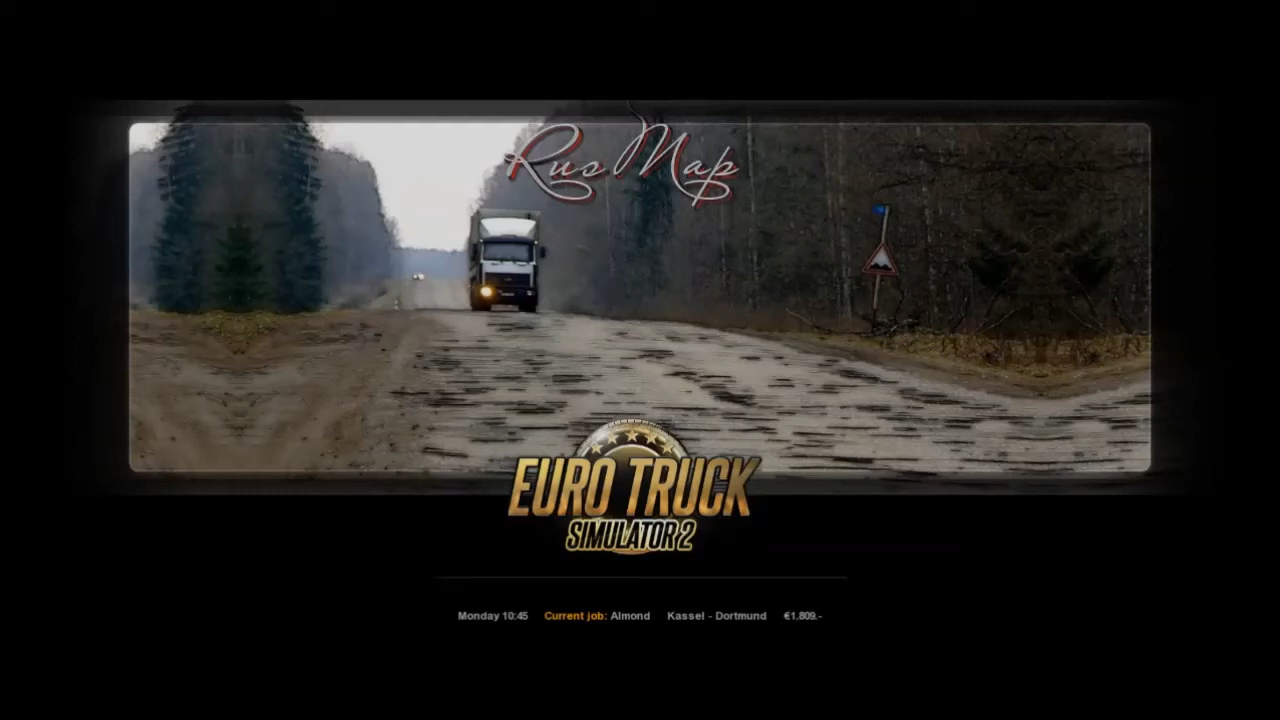 Rus Map
EURO TRUCK
SIMULATOR 2
Monday 10:45 Current job: Almond Kassel - Dortmund €1,809.-